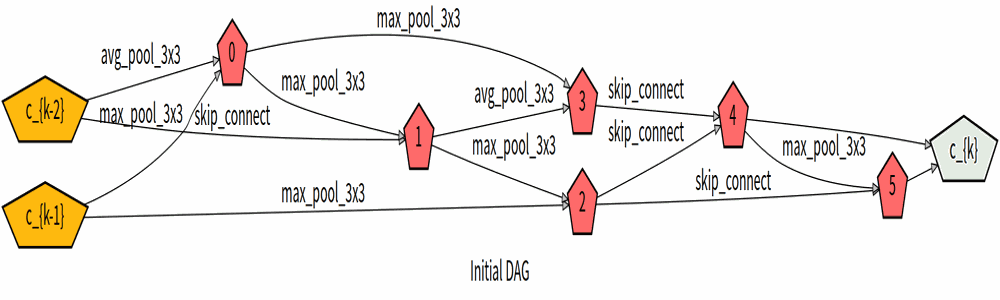 max_pool_3x3
0
avg_pool_3x3
max_pool_3x3
c_{k-2}
max_pool_3x3
skip_connect
avg_pool_3x3
3
skip_connect
4
1
skip_connect
max_pool_3x3
max_pool_3x3
c_{k}
skip_connect
5
max_pool_3x3
2
c_{k-1}
Initial DAG